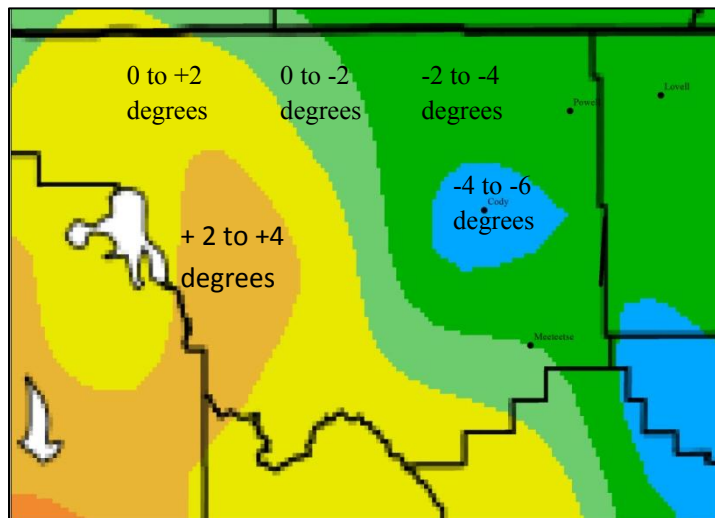 0 to +2
degrees
0 to -2
degrees
-2 to -4
degrees
Lovell
Powell
-4 to -6
Cody
degrees
+ 2 to +4
degrees
Meeteetse